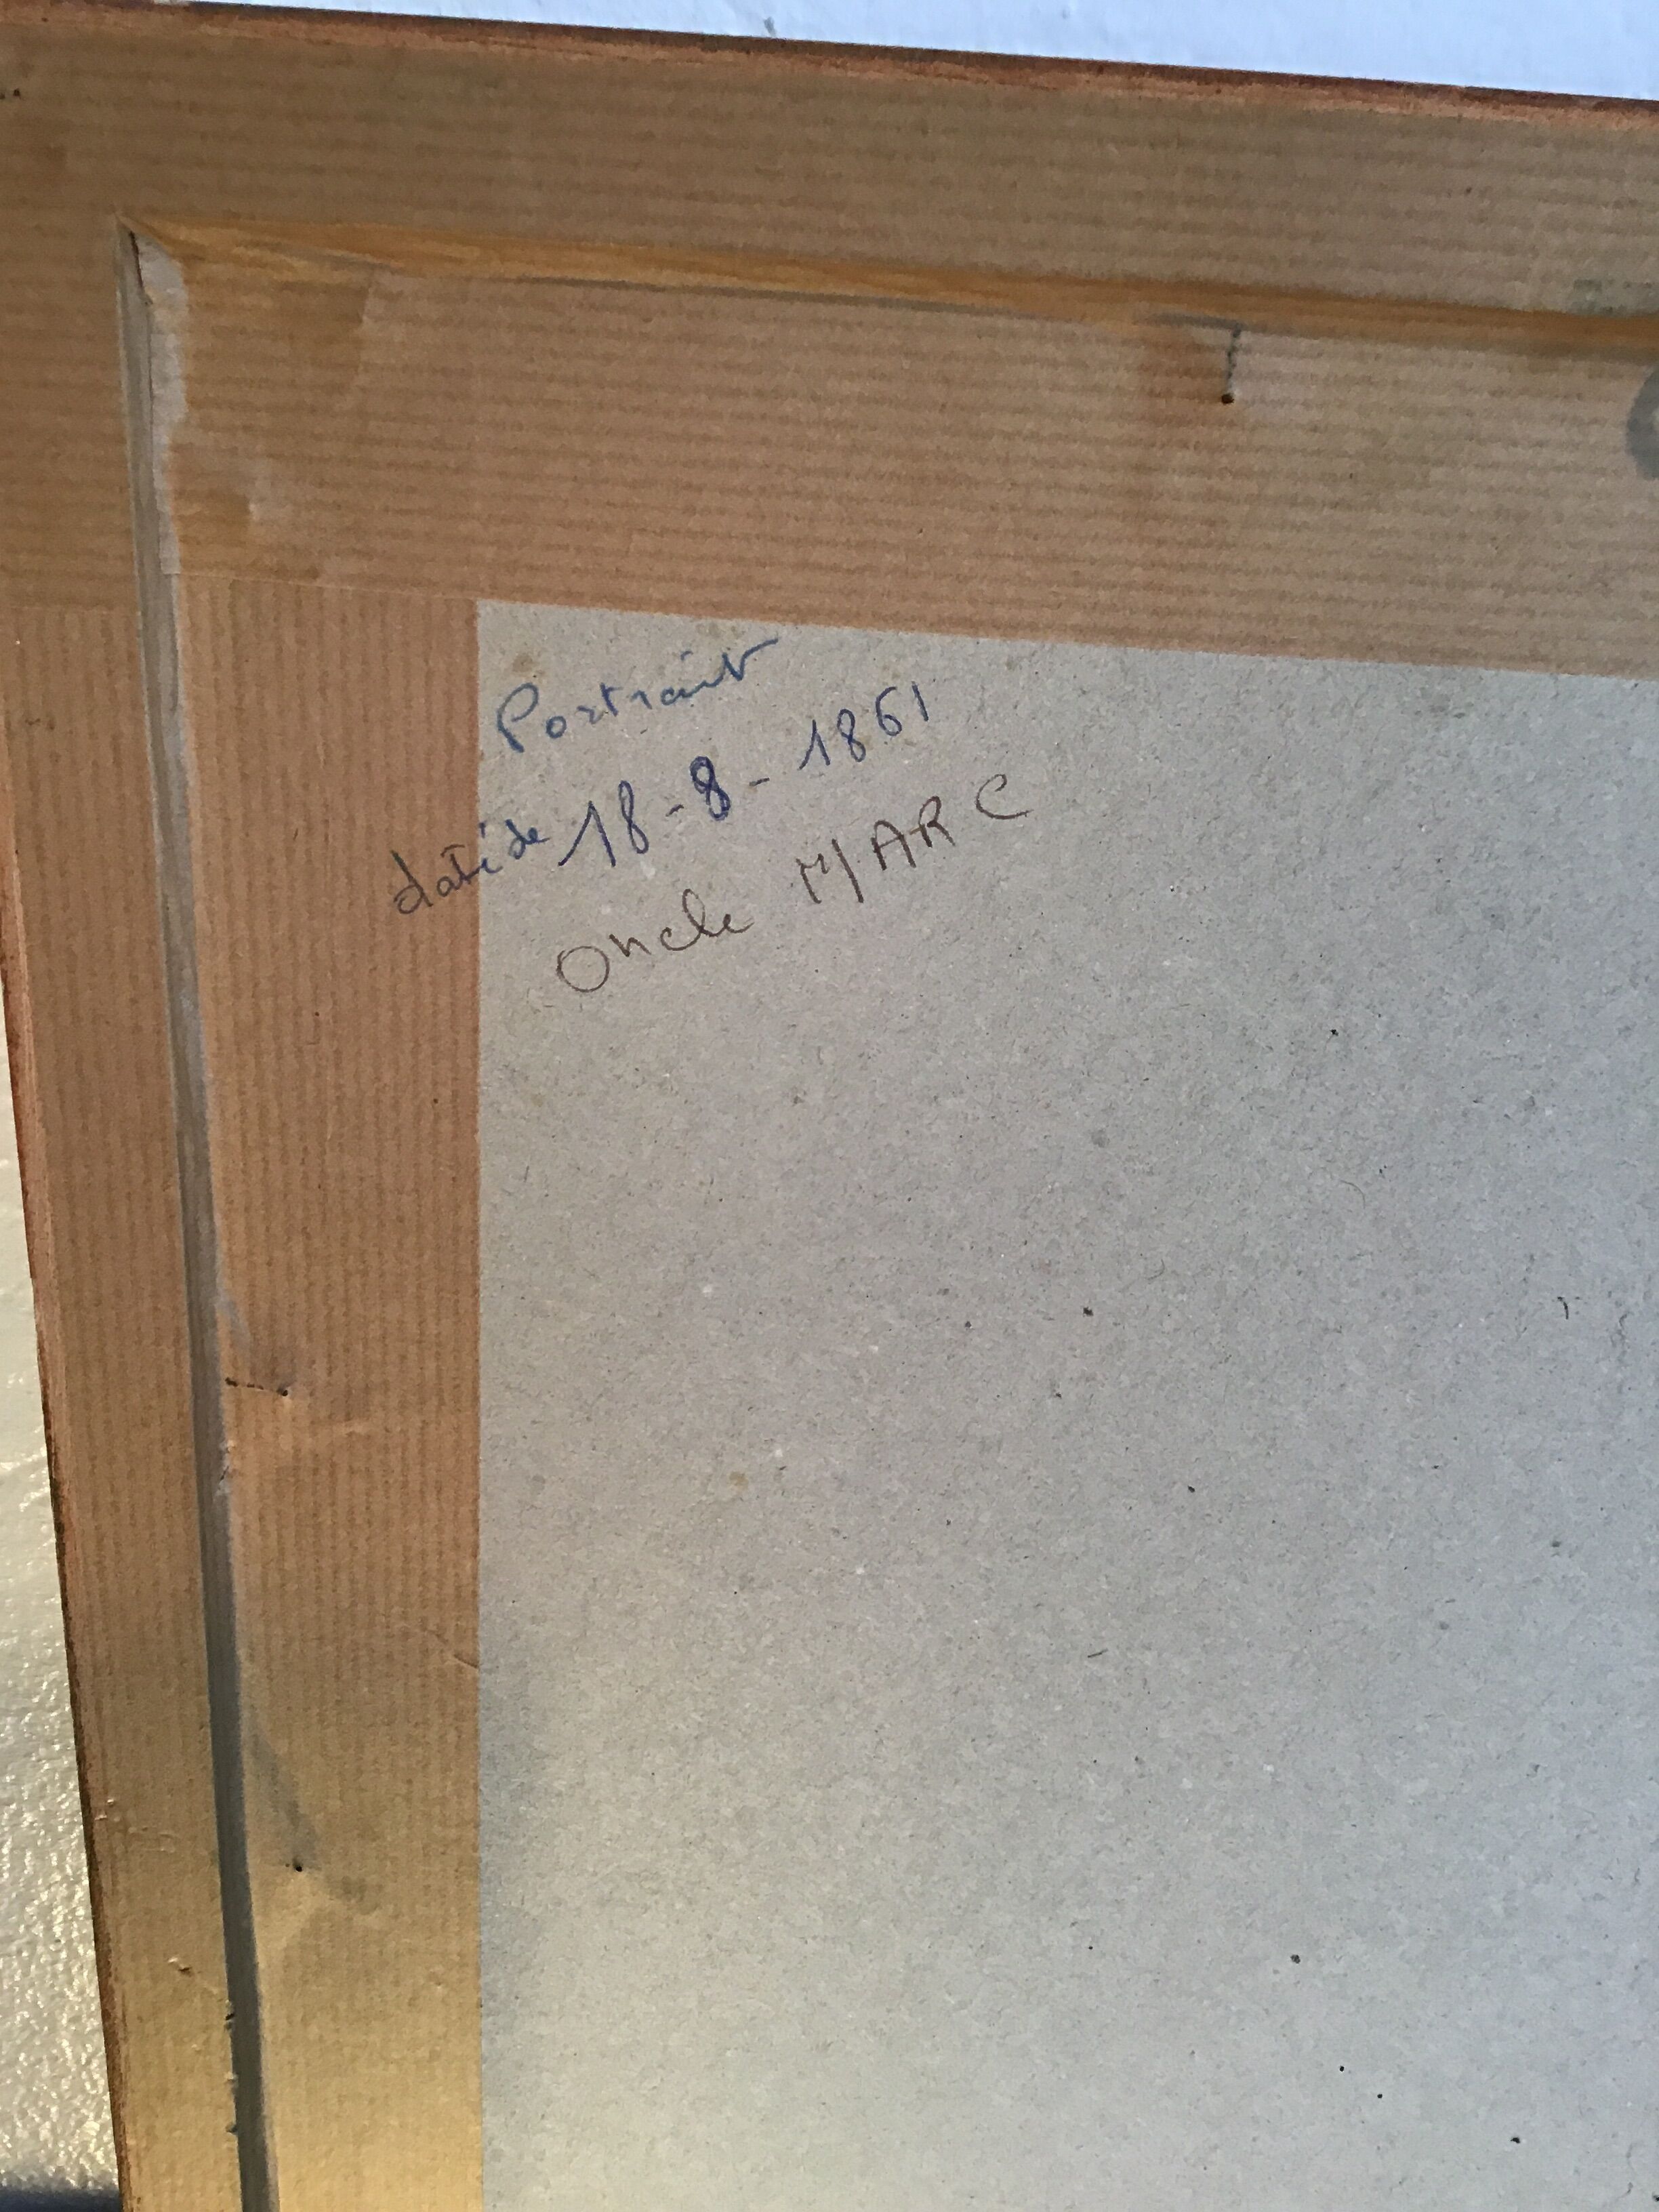 Portrait
daté de 18-8-1861
Oncle MARC